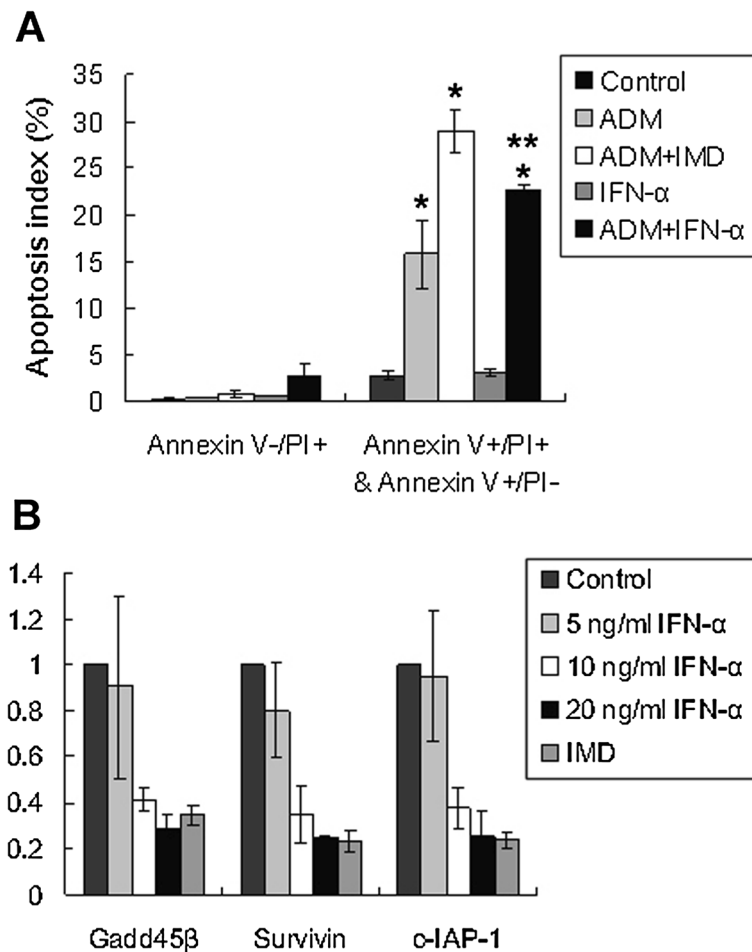 A
Apoptosis index (%)
35
30
25
20
15
10
5
0
*
*
**
*
Control
ADM
ADM+IMD
IFN-α
ADM+IFN-α
Annexin V-/PI+
Annexin V+/PI+
& Annexin V+/PI-
B
1.4
1.2
1
0.8
0.6
0.4
0.2
0
Control
5 ng/ml IFN-α
10 ng/ml IFN-α
20 ng/ml IFN-α
IMD
Gadd45β
Survivin
c-IAP-1